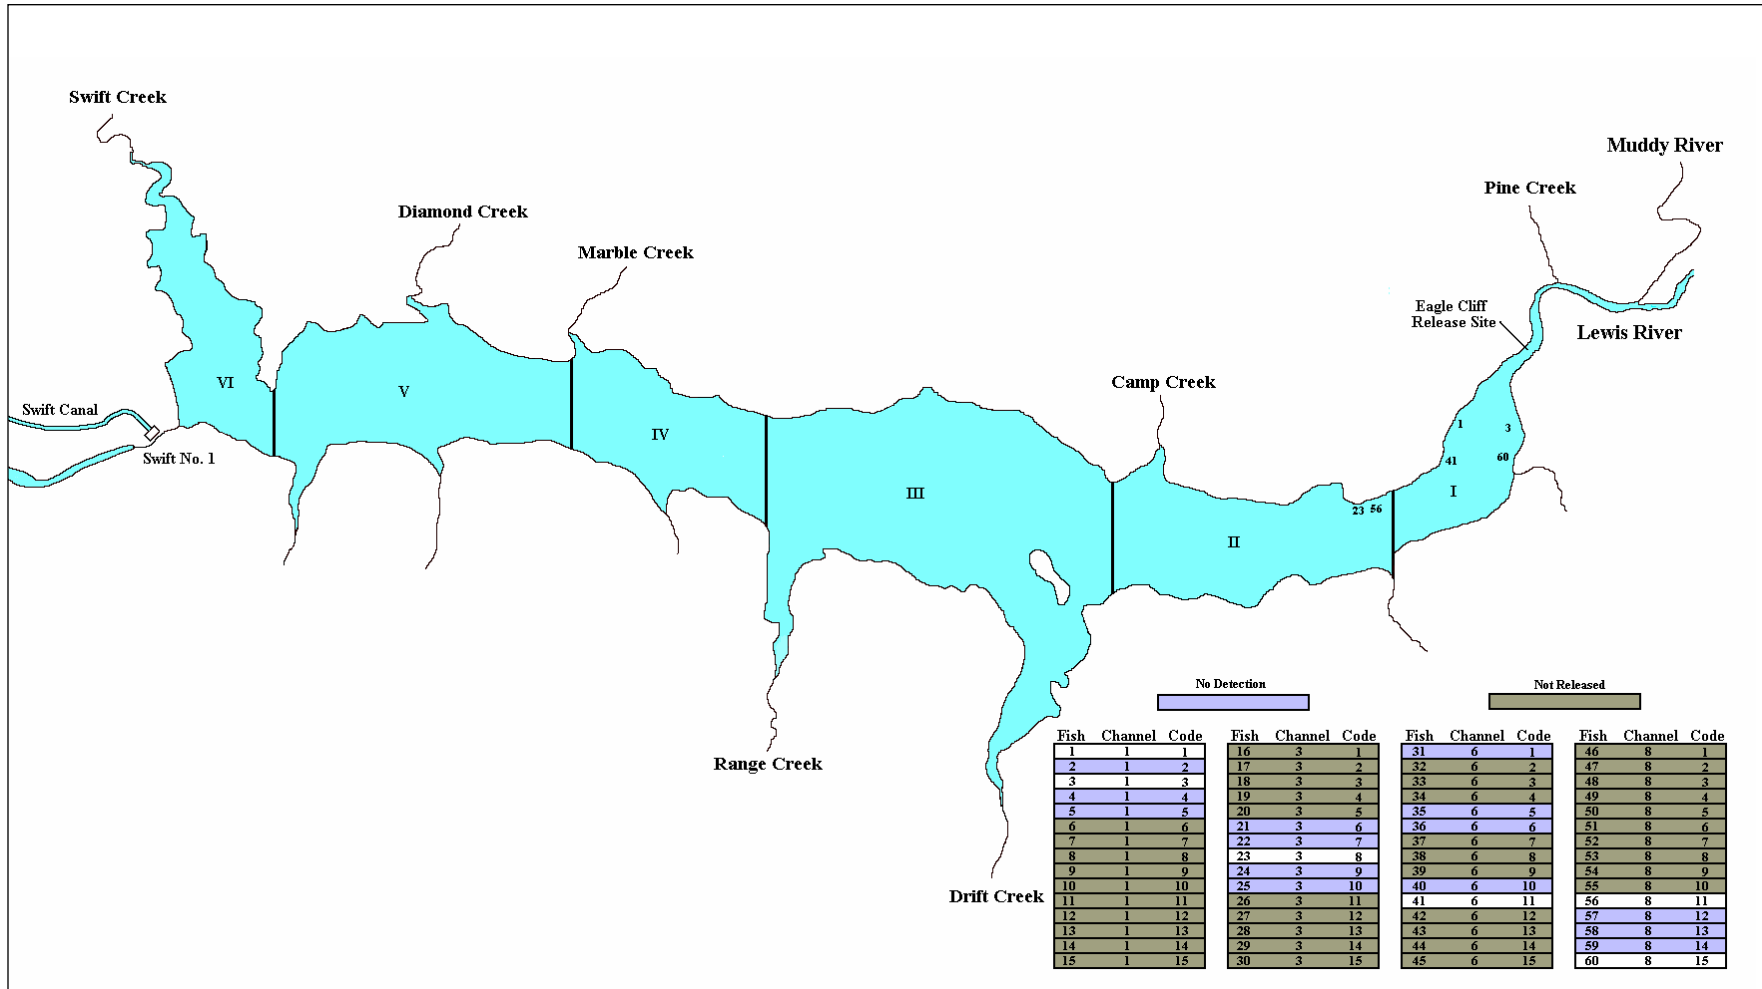 Swift Creek
Muddy River
Pine Creek
Diamond Creek
Marble Creek
Eagle Cliff
Release Site
Lewis River
Camp Creek
VI
V
Swift Canal
1
3
IV
Swift No. 1
41
60
III
I
23 56
II
No Detection
Not Released
Range Creek
Drift Creek
Fish Channel Code
1 1 1
2 1 2
3 1 3
4 1 4
5 1 5
6 1 6
7 1 7
8 1 8
9 1 9
10 1 10
11 1 11
12 1 12
13 1 13
14 1 14
15 1 15
Fish Channel Code
16 3 1
17 3 2
18 3 3
19 3 4
20 3 5
21 3 6
22 3 7
23 3 8
24 3 9
25 3 10
26 3 11
27 3 12
28 3 13
29 3 14
30 3 15
Fish Channel Code
31 6 1
32 6 2
33 6 3
34 6 4
35 6 5
36 6 6
37 6 7
38 6 8
39 6 9
40 6 10
41 6 11
42 6 12
43 6 13
44 6 14
45 6 15
Fish Channel Code
46 8 1
47 8 2
48 8 3
49 8 4
50 8 5
51 8 6
52 8 7
53 8 8
54 8 9
55 8 10
56 8 11
57 8 12
58 8 13
59 8 14
60 8 15